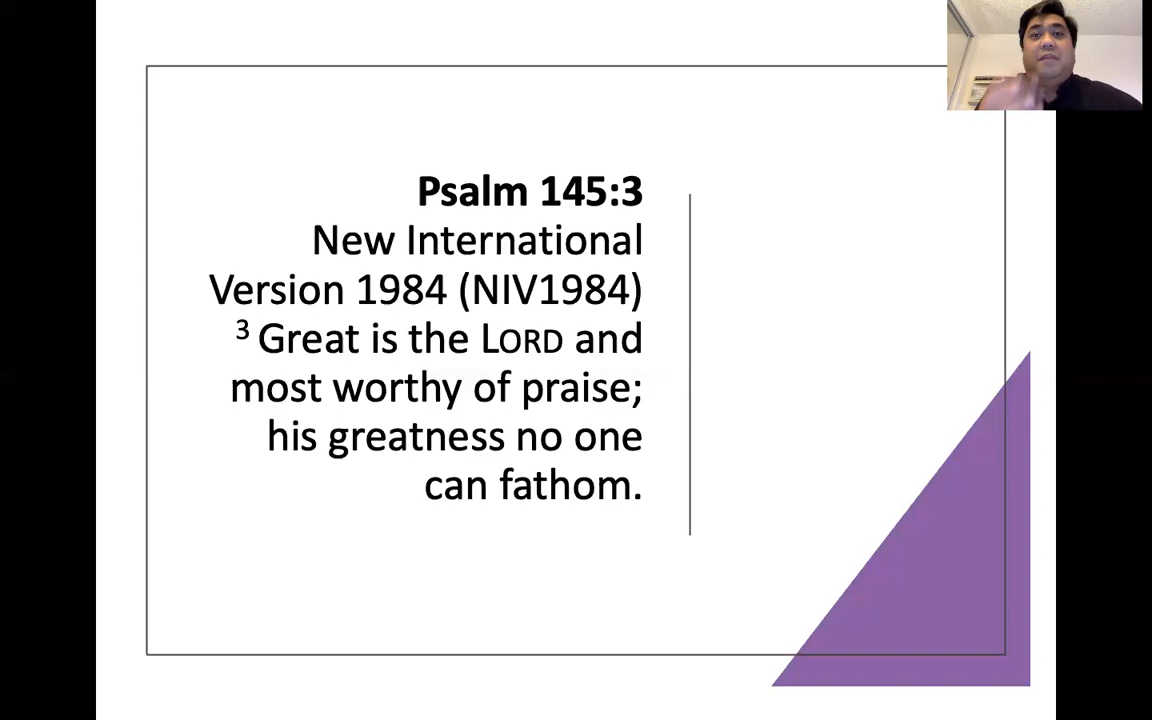 Psalm 145:3
New International
Version 1984 (NIV1984)
3 Great is the LORD and
most worthy of praise;
his greatness no one
can fathom.